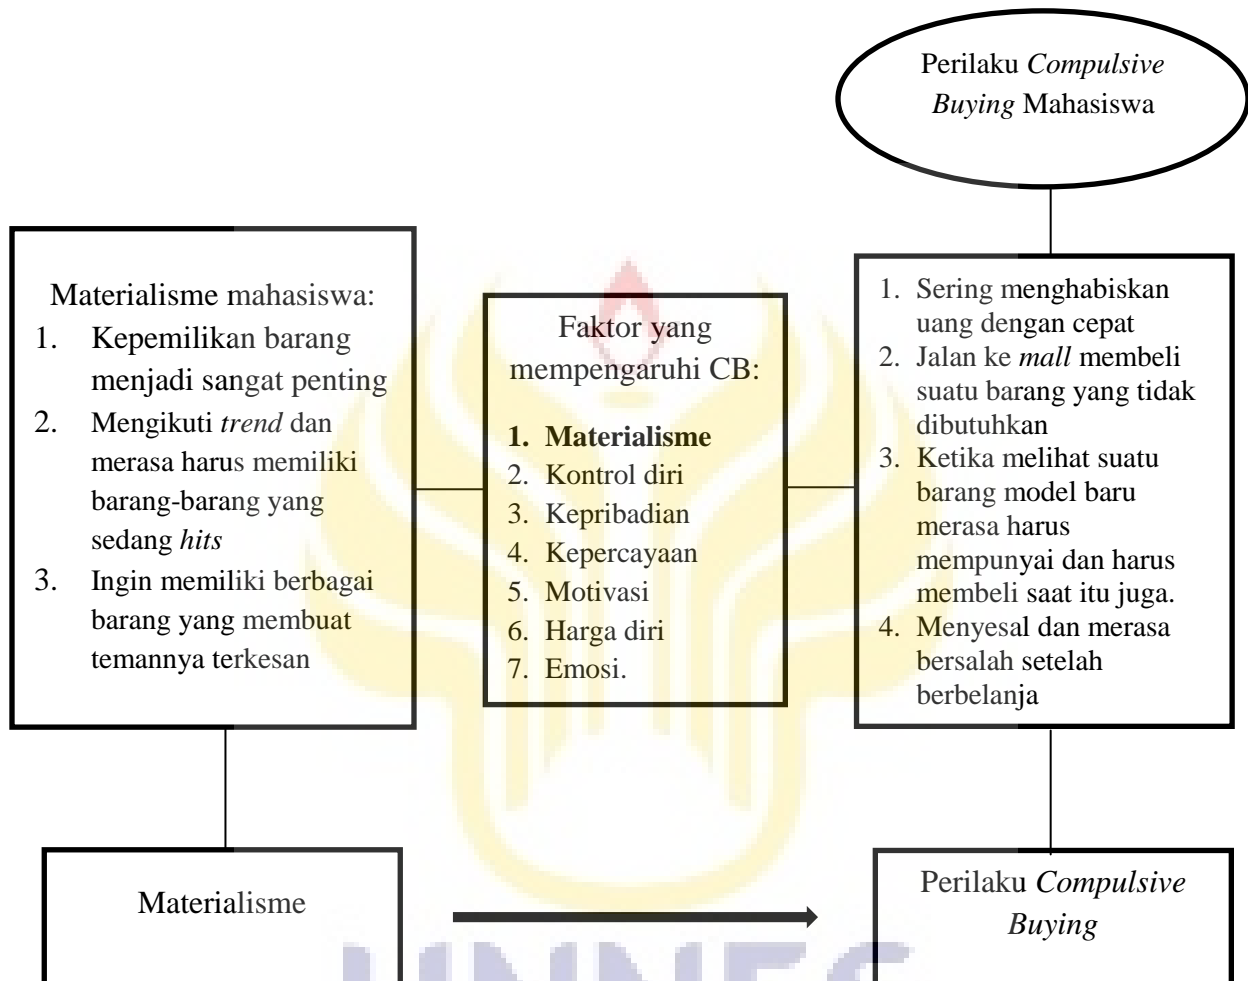 Perilaku Compulsive
Buying Mahasiswa
Materialisme mahasiswa:
1. Kepemilikan barang
menjadi sangat penting
2. Mengikuti trend dan
merasa harus memiliki
barang-barang yang
sedang hits
3. Ingin memiliki berbagai
barang yang membuat
temannya terkesan
Faktor yang
mempengaruhi CB:
1. Materialisme
2. Kontrol diri
3. Kepribadian
4. Kepercayaan
5. Motivasi
6. Harga diri
7. Emosi.
1. Sering menghabiskan
uang dengan cepat
2. Jalan ke mall membeli
suatu barang yang tidak
dibutuhkan
3. Ketika melihat suatu
barang model baru
merasa harus
mempunyai dan harus
membeli saat itu juga.
4. Menyesal dan merasa
bersalah setelah
berbelanja
Materialisme
Perilaku Compulsive
Buying
UNNES